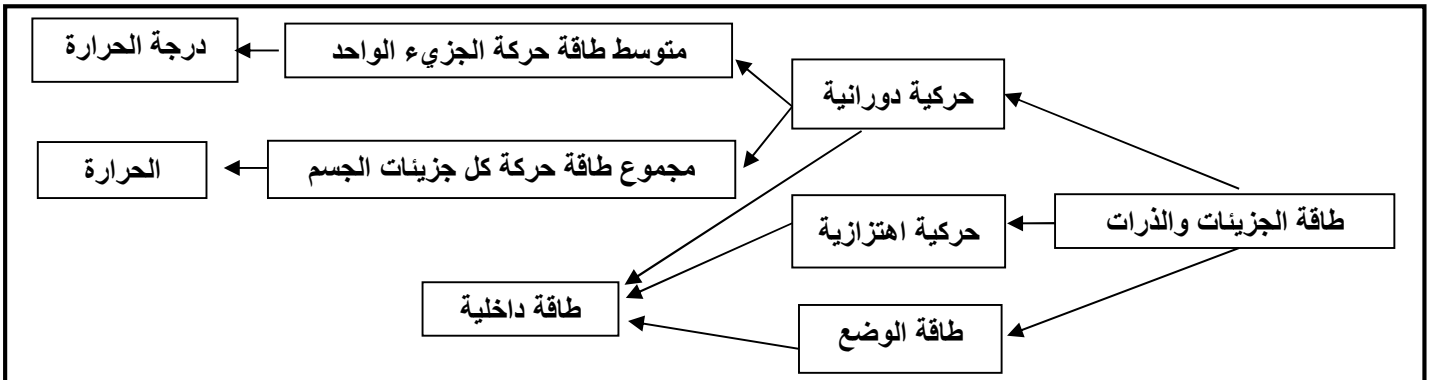 درجة الحرارة
متوسط طاقة حركة الجزيء الواحد
حركية دورانية
الحرارة
مجموع طاقة حركة كل جزيئات الجسم
حركية اهتزازية
طاقة الجزيئات والذرات
طاقة داخلية
طاقة الوضع